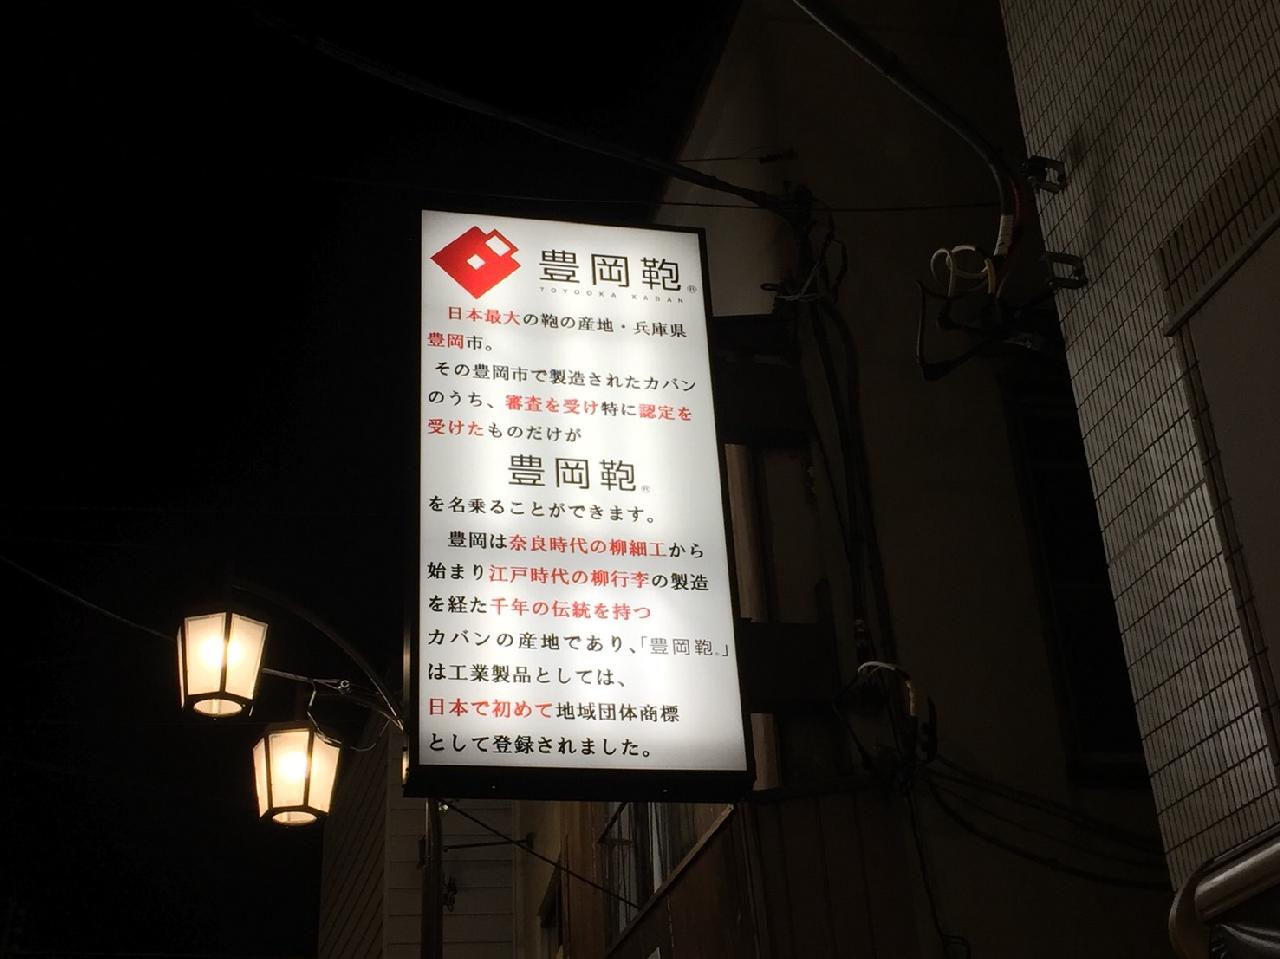 豊岡鞄®
TOYOOKA KABAN
日本最大の鞄の産地・兵庫県
豊岡市。
その豊岡市で製造されたカバン
のうち、審査を受け特に認定を
受けたものだけが
豊岡鞄®
を名乗ることができます。
豊岡は奈良時代の柳細工から
始まり江戸時代の柳行李の製造
を経た千年の伝統を持つ
カバンの産地であり、「豊岡鞄®」
は工業製品としては、
日本で初めて地域団体商標
として登録されました。